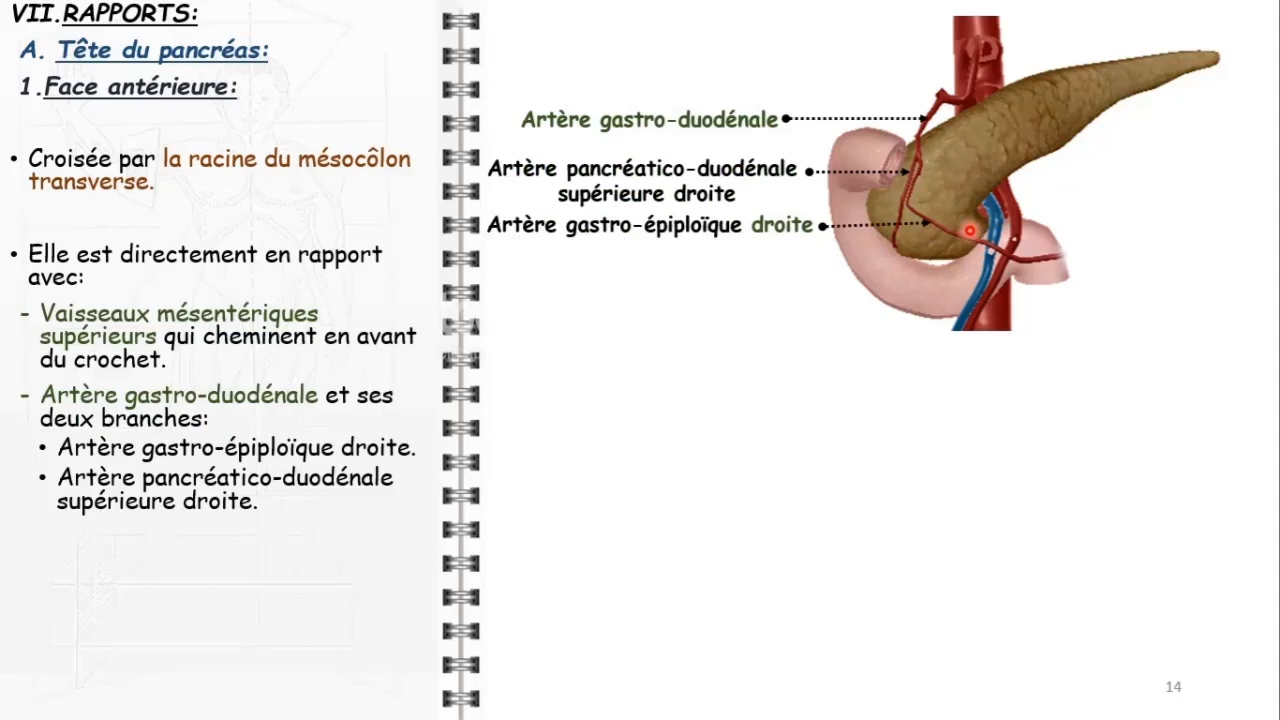 VII.RAPPORTS:
A. Tête du pancréas:
1.Face antérieure:
• Croisée par la racine du mésocôlon
transverse.
• Elle est directement en rapport
avec:
- Vaisseaux mésentériques
supérieurs qui cheminent en avant
du crochet.
- Artère gastro-duodénale et ses
deux branches:
• Artère gastro-épiploïque droite.
• Artère pancréatico-duodénale
supérieure droite.
Artère gastro-duodénale
Artère pancréatico-duodénale
supérieure droite
Artère gastro-épiploïque droite
14